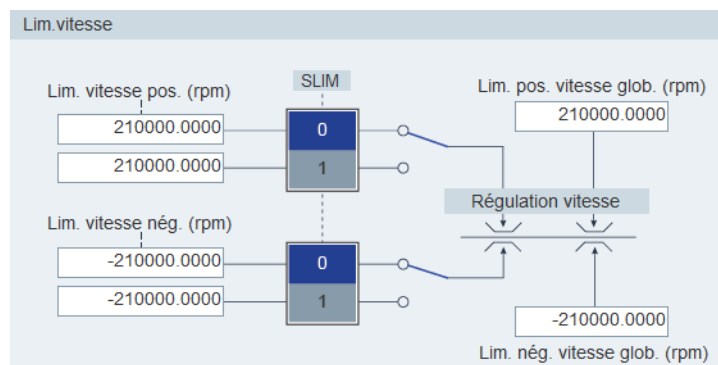 Lim.vitesse
SLIM
Lim. vitesse pos. (rpm)
Lim. pos. vitesse glob. (rpm)
210000.0000
0
210000.0000
210000.0000
1
Régulation vitesse
Lim. vitesse nég. (rpm)
-210000.0000
0
-210000.0000
1
-210000.0000
Lim. nég. vitesse glob. (rpm)